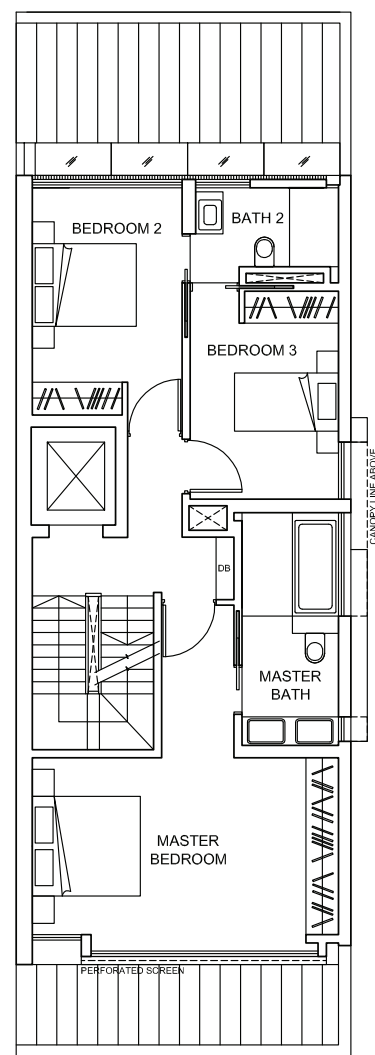 BEDROOM 2
BATH 2
BEDROOM 3
CANOPY LINE ABOVE
DB
MASTER
BATH
MASTER
BEDROOM
PERFORATED SCREEN